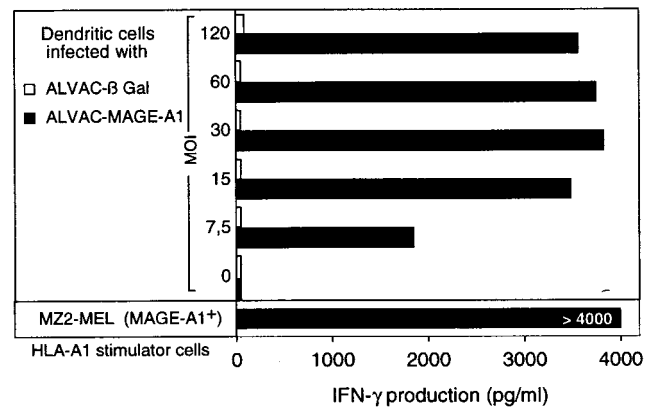 Dendritic cells
infected with
ALVAC-ß Gal
ALVAC-MAGE-A1
MOI
120
60
30
15
7,5
0
MZ2-MEL (MAGE-A1+)
> 4000
HLA-A1 stimulator cells
0 1000 2000 3000 4000
IFN-γ production (pg/ml)